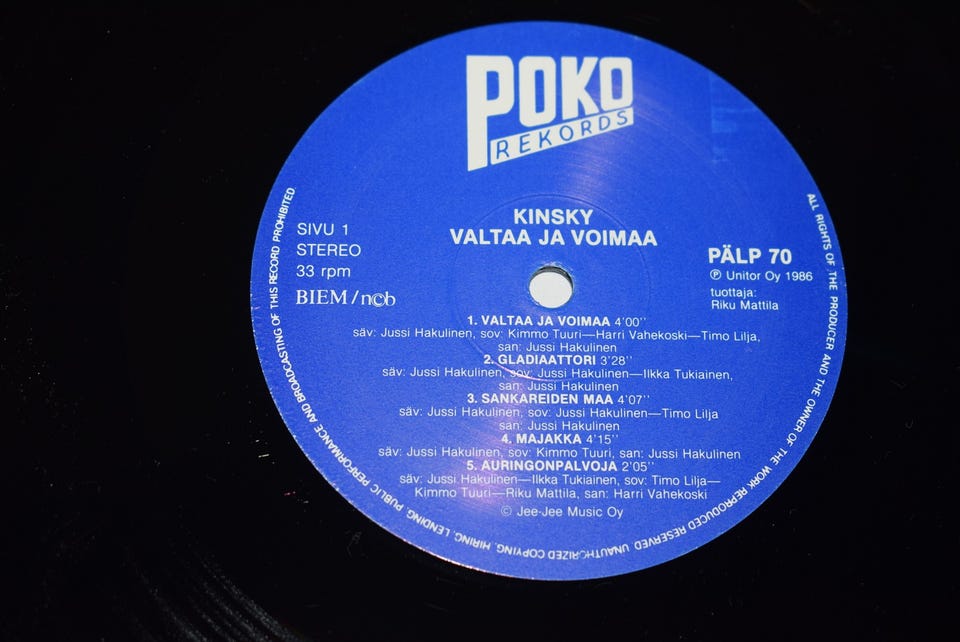 POKO
REKORDS
KINSKY
VALTAA JA VOIMAA
SIVU 1
STEREO
33 rpm
BIEM/n©b
PÄLP 70
℗ Unitor Oy 1986
tuottaja:
Riku Mattila
1. VALTAA JA VOIMAA 4'00''
säv: Jussi Hakulinen, sov: Kimmo Tuuri—Harri Vahekoski—Timo Lilja,
san: Jussi Hakulinen
2. GLADIAATTORI 3'28''
säv: Jussi Hakulinen, sov: Jussi Hakulinen—Ilkka Tukiainen,
san: Jussi Hakulinen
3. SANKAREIDEN MAA 4'07''
säv: Jussi Hakulinen, sov: Jussi Hakulinen—Timo Lilja
san: Jussi Hakulinen
4. MAJAKKA 4'15''
säv: Jussi Hakulinen, sov: Kimmo Tuuri, san: Jussi Hakulinen
5. AURINGONPALVOJA 2'05''
säv: Jussi Hakulinen—Ilkka Tukiainen, sov: Timo Lilja—
Kimmo Tuuri—Riku Mattila, san: Harri Vahekoski
© Jee-Jee Music Oy
ALL RIGHTS OF THE PRODUCER AND THE OWNER OF THE WORK REPRODUCED RESERVED. UNAUTHORIZED COPYING, HIRING, LENDING, PUBLIC PERFORMANCE AND BROADCASTING OF THIS RECORD PROHIBITED.